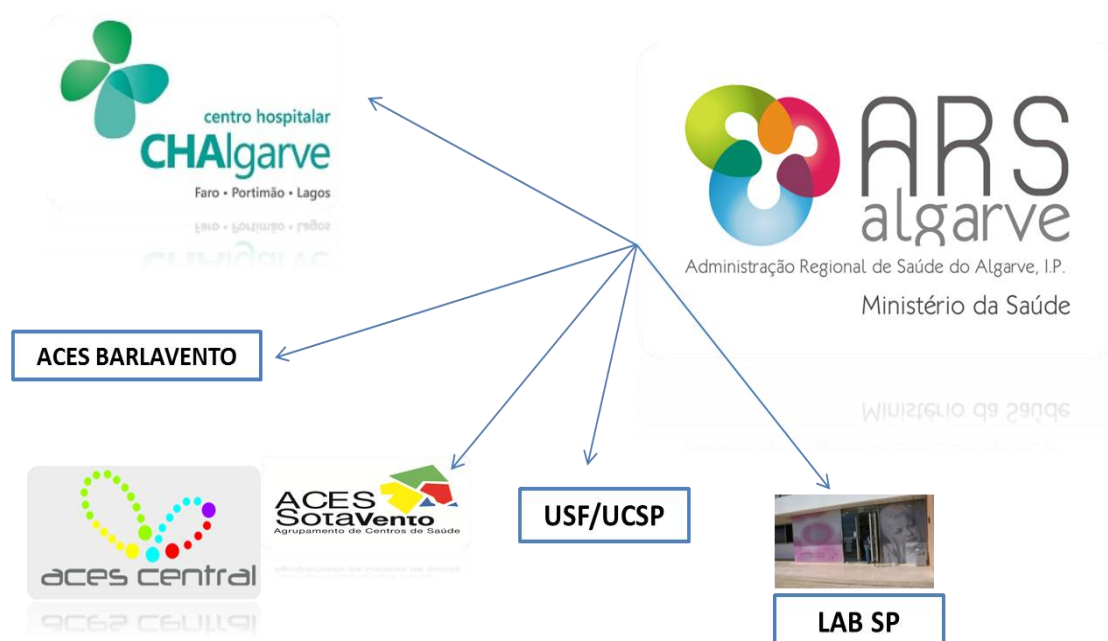 centro hospitalar
CHAlgarve
Faro • Portimão • Lagos
ARS
algarve
Administração Regional de Saúde do Algarve, I.P.
Ministério da Saúde
ACES BARLAVENTO
aces central
ACES
SotaVento
Agrupamento de Centros de Saúde
USF/UCSP
LAB SP